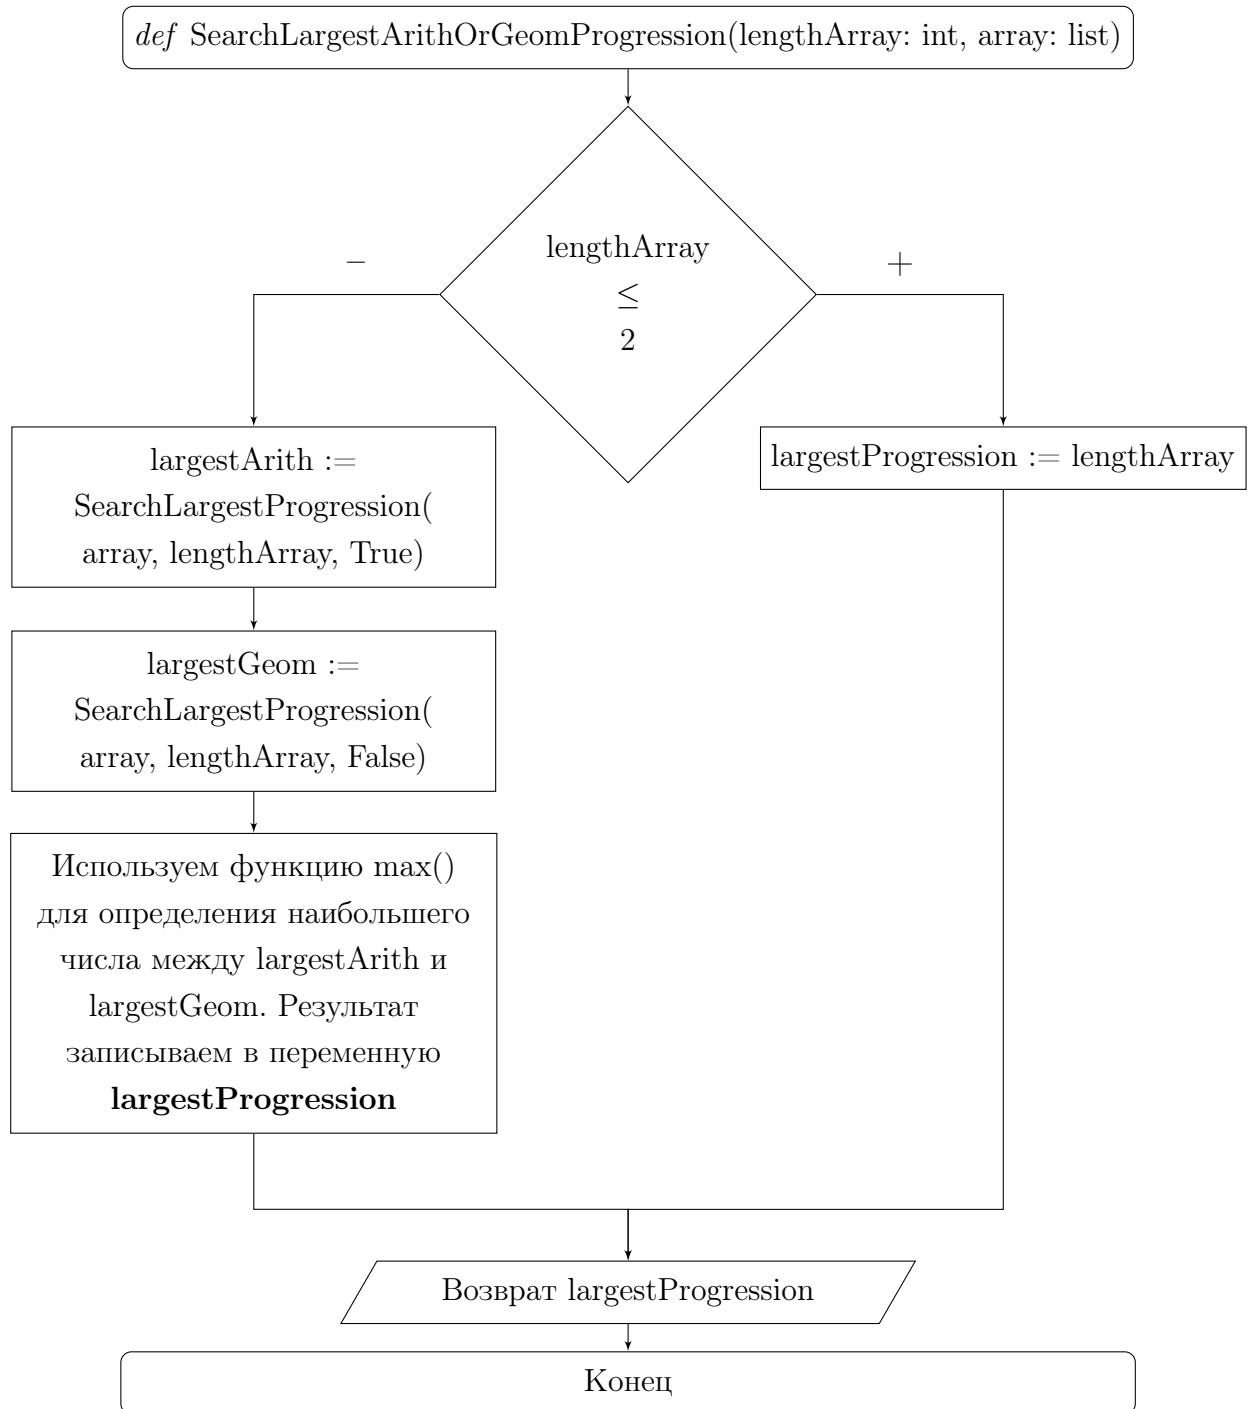 def SearchLargestArithOrGeomProgression(lengthArray: int, array: list)
lengthArray
≤
2
–
+
largestArith :=
SearchLargestProgression(
array, lengthArray, True)
largestProgression := lengthArray
largestGeom :=
SearchLargestProgression(
array, lengthArray, False)
Используем функцию max()
для определения наибольшего
числа между largestArith и
largestGeom. Результат
записываем в переменную
largestProgression
Возврат largestProgression
Конец